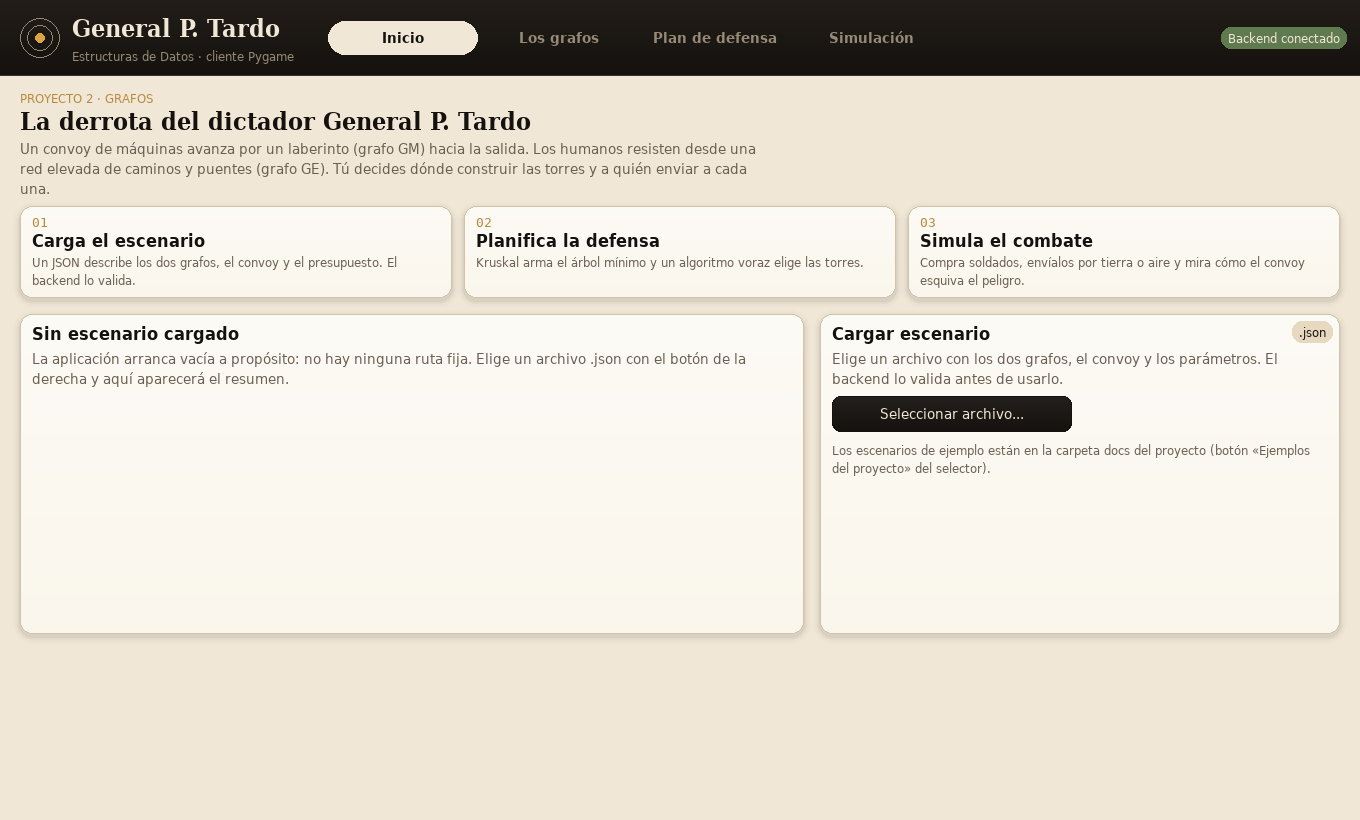 General P. Tardo
Estructuras de Datos · cliente Pygame
Inicio
Los grafos
Plan de defensa
Simulación
Backend conectado
PROYECTO 2 · GRAFOS
La derrota del dictador General P. Tardo
Un convoy de máquinas avanza por un laberinto (grafo GM) hacia la salida. Los humanos resisten desde una
red elevada de caminos y puentes (grafo GE). Tú decides dónde construir las torres y a quién enviar a cada
una.
01
Carga el escenario
Un JSON describe los dos grafos, el convoy y el presupuesto. El
backend lo valida.
02
Planifica la defensa
Kruskal arma el árbol mínimo y un algoritmo voraz elige las torres.
03
Simula el combate
Compra soldados, envíalos por tierra o aire y mira cómo el convoy
esquiva el peligro.
Sin escenario cargado
La aplicación arranca vacía a propósito: no hay ninguna ruta fija. Elige un archivo .json con el botón de la
derecha y aquí aparecerá el resumen.
Cargar escenario
.json
Elige un archivo con los dos grafos, el convoy y los parámetros. El
backend lo valida antes de usarlo.
Seleccionar archivo...
Los escenarios de ejemplo están en la carpeta docs del proyecto (botón «Ejemplos
del proyecto» del selector).